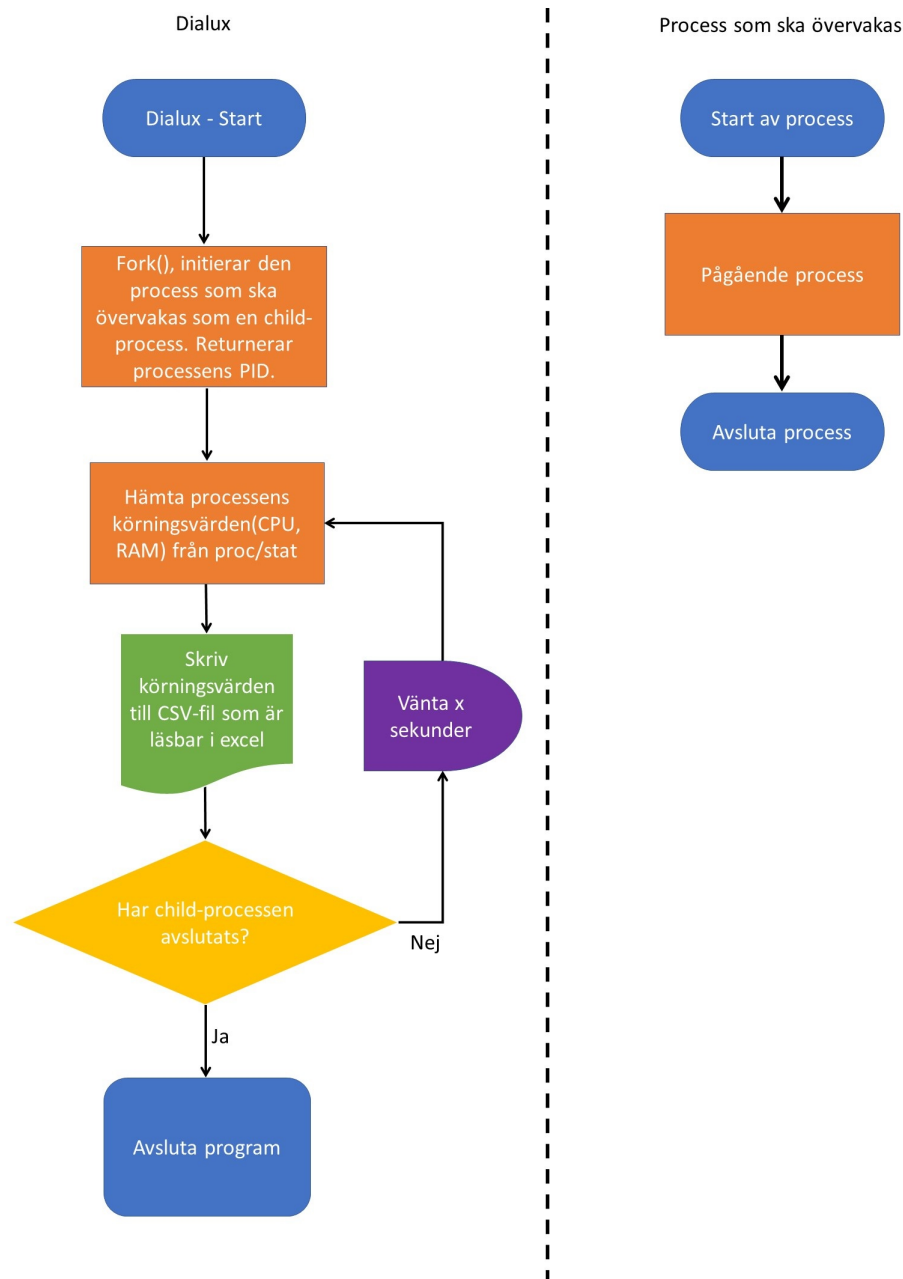 Dialux
Dialux - Start
Fork(), initierar den
process som ska
övervakas som en child-
process. Returnerar
processens PID.
Hämta processens
körningsvärden(CPU,
RAM) från proc/stat
Skriv
körningsvärden
till CSV-fil som är
läsbar i excel
Vänta x
sekunder
Har child-processen
avslutats?
Nej
Ja
Avsluta program
Process som ska övervakas
Start av process
Pågående process
Avsluta process